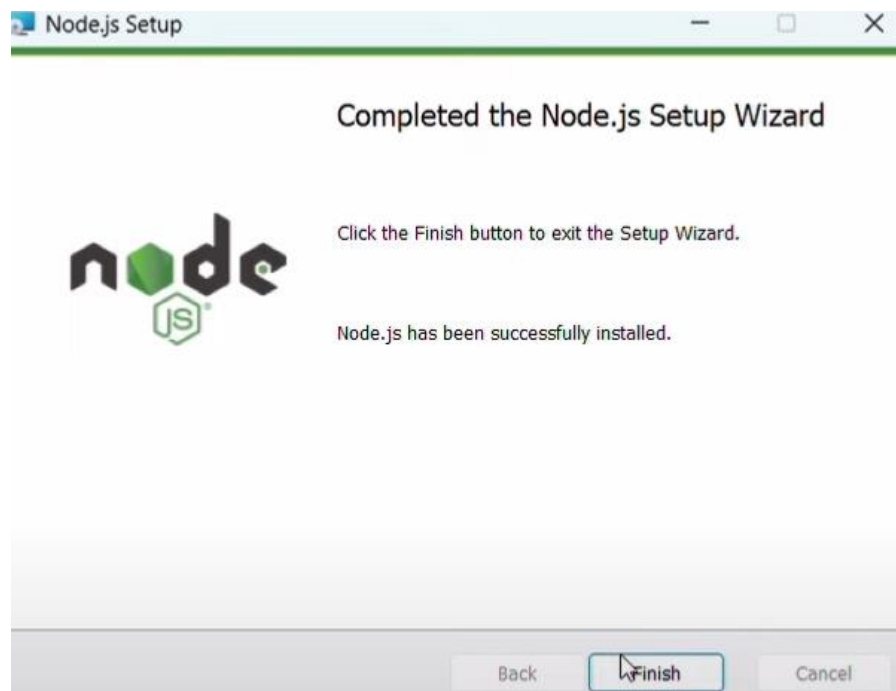 Node.js Setup
Completed the Node.js Setup Wizard
Click the Finish button to exit the Setup Wizard.
node
JS
Node.js has been successfully installed.
Back Finish Cancel